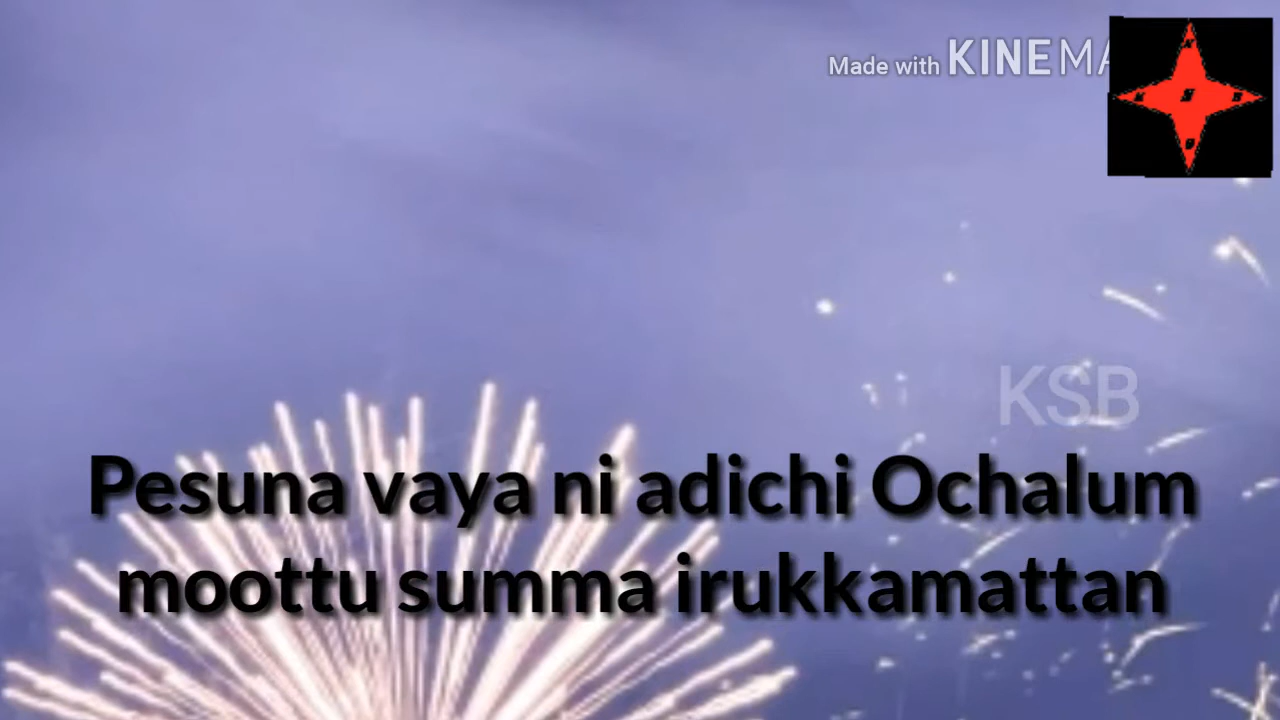 Made with KINEMA
KSB
Pesuna vaya ni adichi Ochalum
moottu summa irukkamattan